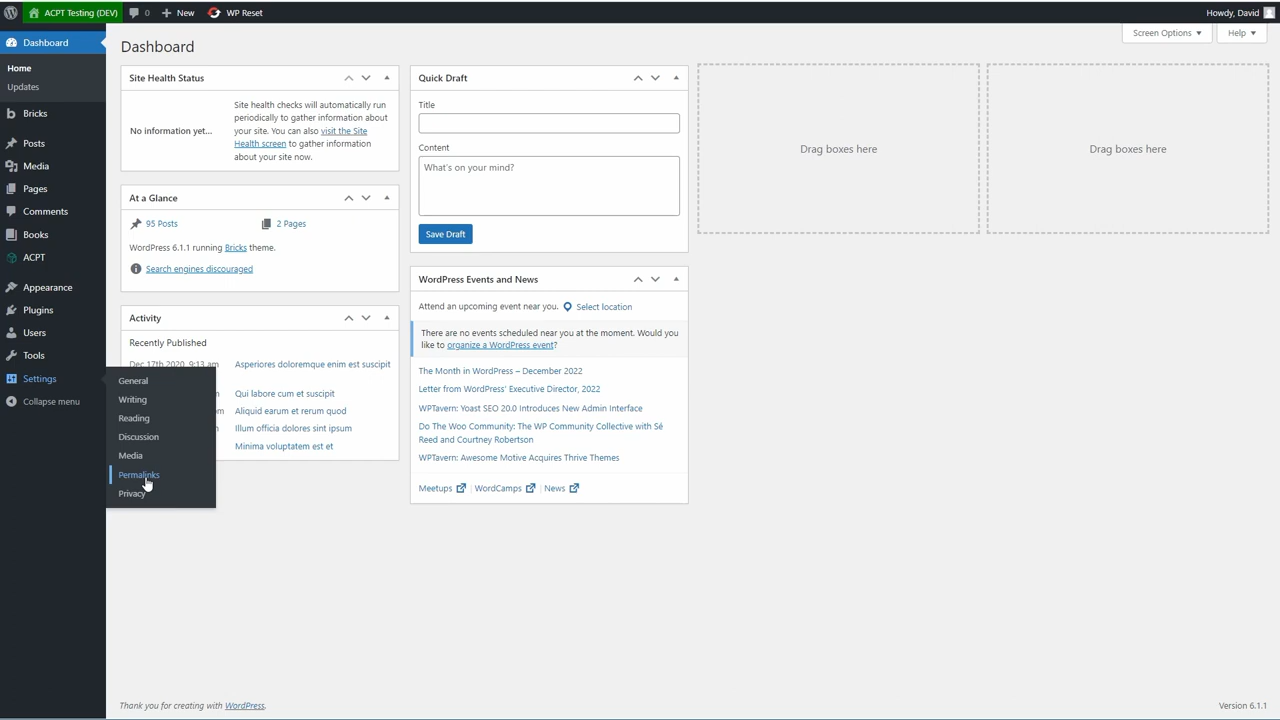 ACPT Testing (DEV) 0 New WP Reset Howdy, David
Screen Options Help
Dashboard
Home
Updates
Bricks
Posts
Media
Pages
Comments
Books
ACPT
Appearance
Plugins
Users
Tools
Settings
Collapse menu
General
Writing
Reading
Discussion
Media
Permalinks
Privacy
Dashboard
Site Health Status
No information yet...
Site health checks will automatically run
periodically to gather information about
your site. You can also visit the Site
Health screen to gather information
about your site now.
At a Glance
95 Posts 2 Pages
WordPress 6.1.1 running Bricks theme.
Search engines discouraged
Activity
Recently Published
Dec 17th 2020, 9:13 am Asperiores doloremque enim est suscipit
Qui labore cum et suscipit
Aliquid earum et rerum quod
Illum officia dolores sint ipsum
Minima voluptatem est et
Quick Draft
Title
Content
What's on your mind?
Save Draft
WordPress Events and News
Attend an upcoming event near you. Select location
There are no events scheduled near you at the moment. Would you
like to organize a WordPress event?
The Month in WordPress – December 2022
Letter from WordPress' Executive Director, 2022
WPTavern: Yoast SEO 20.0 Introduces New Admin Interface
Do The Woo Community: The WP Community Collective with Sé
Reed and Courtney Robertson
WPTavern: Awesome Motive Acquires Thrive Themes
Meetups | WordCamps | News
Drag boxes here
Drag boxes here
Thank you for creating with WordPress. Version 6.1.1